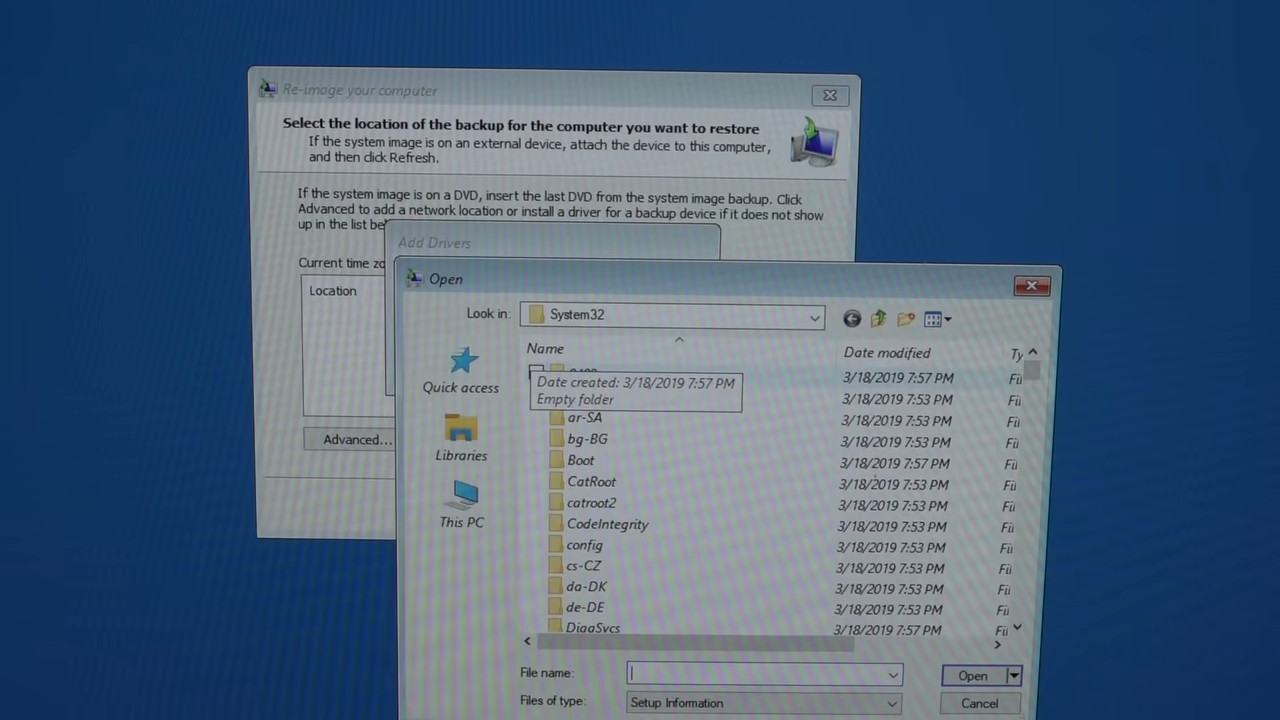 Re-image your computer
Select the location of the backup for the computer you want to restore
If the system image is on an external device, attach the device to this computer,
and then click Refresh.
If the system image is on a DVD, insert the last DVD from the system image backup. Click
Advanced to add a network location or install a driver for a backup device if it does not show
up in the list be
Add Drivers
Current time zo
Location
Advanced...
Open
Look in:
System32
Quick access
Libraries
This PC
Name
Date modified
Ty
3/18/2019 7:57 PM
Date created: 3/18/2019 7:57 PM
Empty folder
3/18/2019 7:53 PM
ar-SA 3/18/2019 7:53 PM
bg-BG 3/18/2019 7:53 PM
Boot 3/18/2019 7:57 PM
CatRoot 3/18/2019 7:53 PM
catroot2 3/18/2019 7:53 PM
CodeIntegrity 3/18/2019 7:53 PM
config 3/18/2019 7:53 PM
cs-CZ 3/18/2019 7:53 PM
da-DK 3/18/2019 7:53 PM
de-DE 3/18/2019 7:53 PM
DiagSvcs 3/18/2019 7:57 PM
File name:
Open
Files of type:
Setup Information
Cancel